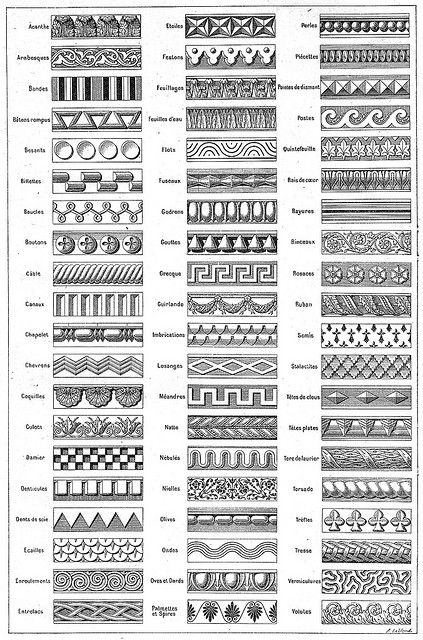 Acanthe
Arabesques
Bandes
Bâtons rompus
Besants
Billettes
Boucles
Boutons
Câble
Canaux
Chapelet
Chevrons
Coquilles
Culots
Damier
Denticules
Dents de scie
Ecailles
Enroulements
Entrelacs
Etoiles
Festons
Feuillages
Feuilles d'eau
Flots
Fuseaux
Godrons
Gouttes
Grecque
Guirlande
Imbrications
Losanges
Méandres
Natte
Nébulés
Nielles
Olives
Ondes
Oves et Dards
Palmettes
et Spires
Perles
Piécettes
Pointes de diamant
Postes
Quintefeuille
Rais de cœur
Rayures
Rinceaux
Rosaces
Ruban
Semis
Stalactites
Têtes de clous
Têtes plates
Tore de laurier
Torsade
Trèfles
Tresse
Vermiculures
Volutes